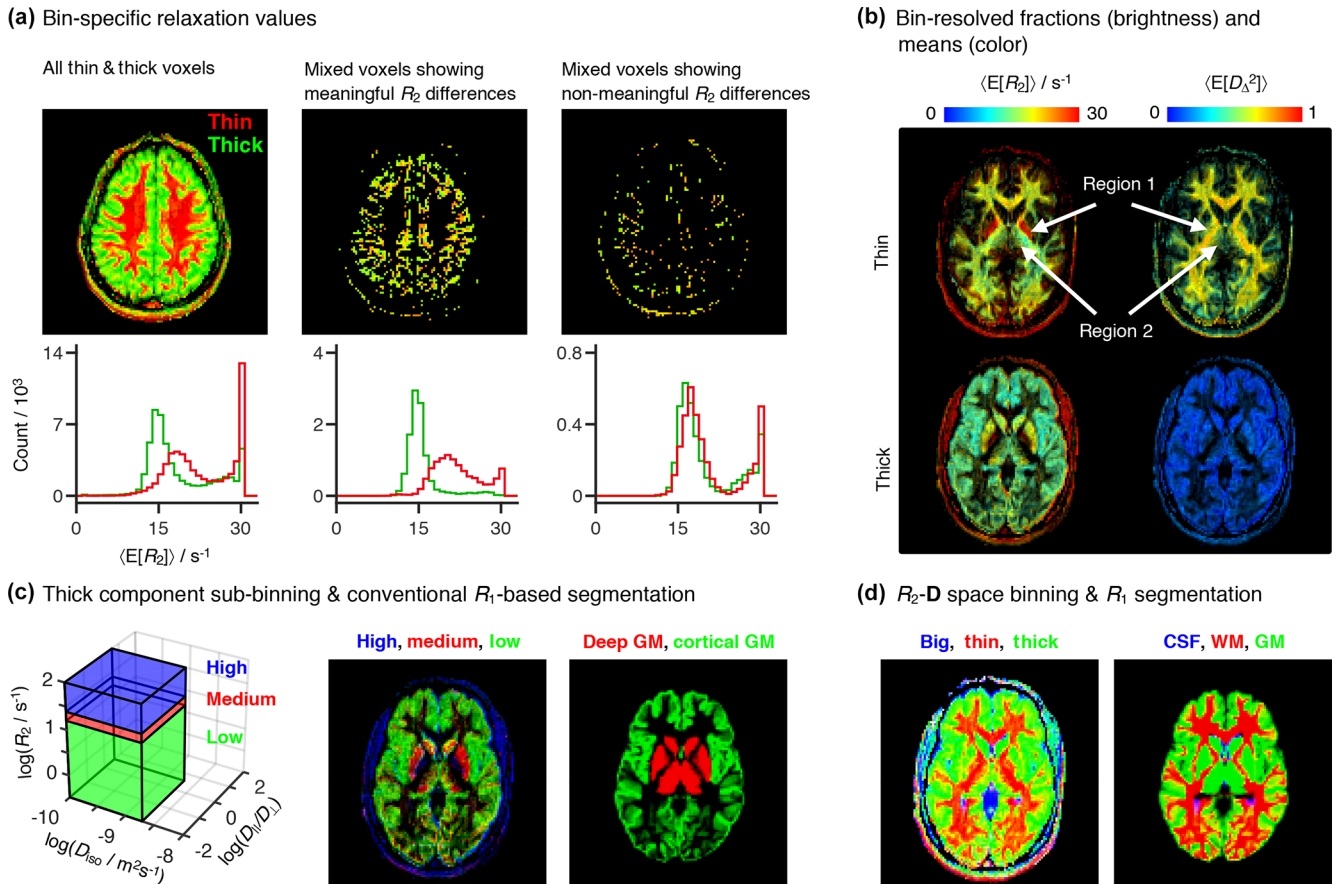 (a) Bin-specific relaxation values
All thin & thick voxels
Mixed voxels showing
meaningful R2 differences
Mixed voxels showing
non-meaningful R2 differences
Thin
Thick
Count / 10³
14
7
0
0
15
30
⟨E[R2]⟩ / s⁻¹
4
2
0
0
15
30
0.8
0.4
0
0
15
30
(b) Bin-resolved fractions (brightness) and
means (color)
⟨E[R2]⟩ / s⁻¹
0
30
⟨E[DΔ²]⟩
0
1
Thin
Region 1
Region 2
Thick
(c) Thick component sub-binning & conventional R1-based segmentation
log(R2 / s⁻¹)
2
1
0
High
Medium
Low
-10
-9
-8
log(Diso / m²s⁻¹)
-2
0
2
log(D∥/D⊥)
High, medium, low
Deep GM, cortical GM
(d) R2-D space binning & R1 segmentation
Big, thin, thick
CSF, WM, GM